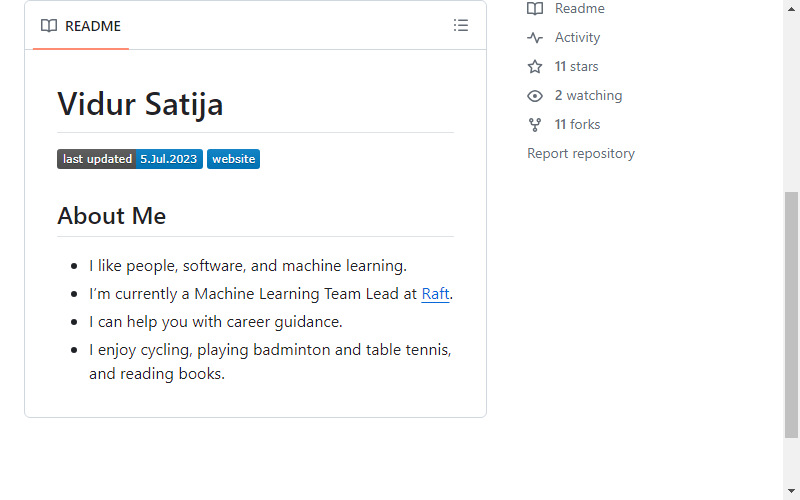 README
Vidur Satija
last updated 5.Jul.2023 website
About Me
I like people, software, and machine learning.
I’m currently a Machine Learning Team Lead at Raft.
I can help you with career guidance.
I enjoy cycling, playing badminton and table tennis,
and reading books.
Readme
Activity
11 stars
2 watching
11 forks
Report repository